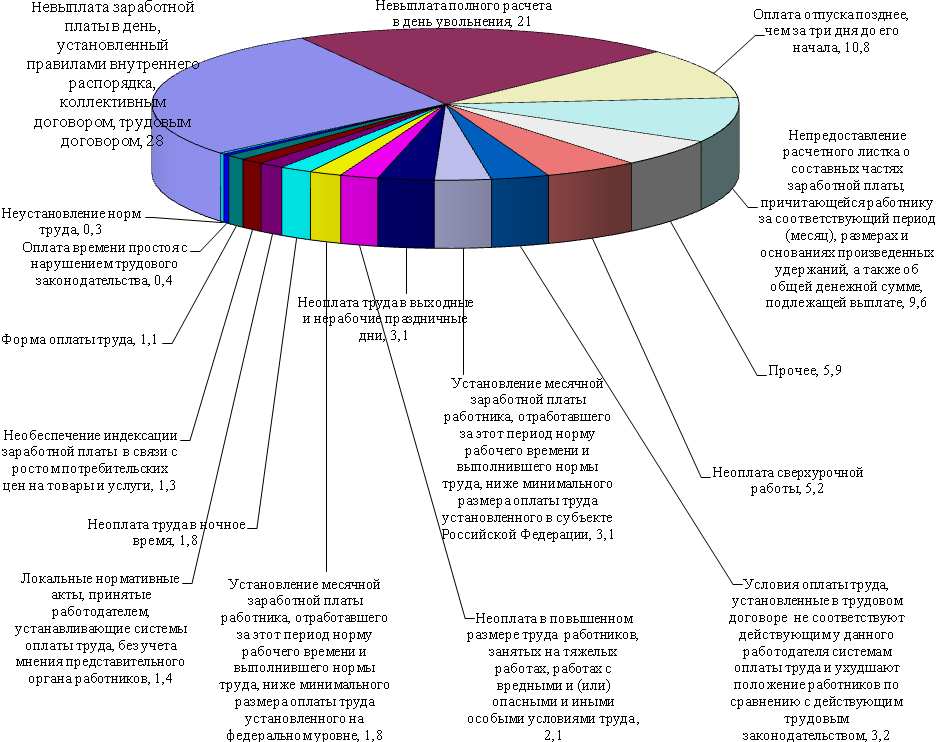 Невыплата заработной
платы в день,
установленный
правилами внутреннего
распорядка,
коллективным
договором, трудовым
договором, 28
Невыплата полного расчета
в день увольнения, 21
Оплата отпуска позднее,
чем за три дня до его
начала, 10,8
Непредоставление
расчетного листка о
составных частях
заработной платы,
причитающейся работнику
за соответствующий период
(месяц), размерах и
основаниях произведенных
удержаний, а также об
общей денежной сумме,
подлежащей выплате, 9,6
Прочее, 5,9
Неоплата сверхурочной
работы, 5,2
Условия оплаты труда,
установленные в трудовом
договоре не соответствуют
действующим у данного
работодателя системам
оплаты труда и ухудшают
положение работников по
сравнению с действующим
трудовым
законодательством, 3,2
Установление месячной
заработной платы
работника, отработавшего
за этот период норму
рабочего времени и
выполнившего нормы
труда, ниже минимального
размера оплаты труда
установленного в субъекте
Российской Федерации, 3,1
Неоплата труда в выходные
и нерабочие праздничные
дни, 3,1
Неоплата в повышенном
размере труда работников,
занятых на тяжелых
работах, работах с
вредными и (или)
опасными и иными
особыми условиями труда,
2,1
Установление месячной
заработной платы
работника, отработавшего
за этот период норму
рабочего времени и
выполнившего нормы
труда, ниже минимального
размера оплаты труда
установленного на
федеральном уровне, 1,8
Неоплата труда в ночное
время, 1,8
Локальные нормативные
акты, принятые
работодателем,
устанавливающие системы
оплаты труда, без учета
мнения представительного
органа работников, 1,4
Необеспечение индексации
заработной платы в связи с
ростом потребительских
цен на товары и услуги, 1,3
Форма оплаты труда, 1,1
Оплата времени простоя с
нарушением трудового
законодательства, 0,4
Неустановление норм
труда, 0,3